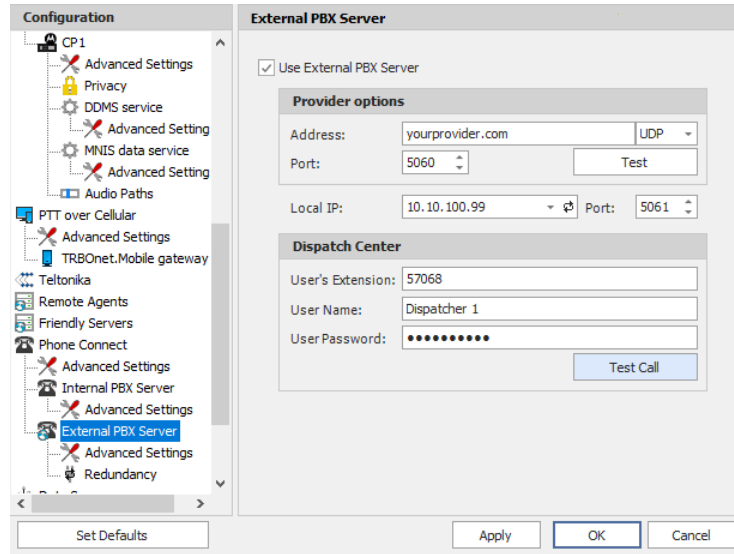 Configuration
CP1
Advanced Settings
Privacy
DDMS service
Advanced Setting
MNIS data service
Advanced Setting
Audio Paths
PTT over Cellular
Advanced Settings
TRBOnet.Mobile gateway
Teltonika
Remote Agents
Friendly Servers
Phone Connect
Advanced Settings
Internal PBX Server
Advanced Settings
External PBX Server
Advanced Settings
Redundancy
Set Defaults
External PBX Server
Use External PBX Server
Provider options
Address: yourprovider.com UDP
Port: 5060 Test
Local IP: 10.10.100.99 Port: 5061
Dispatch Center
User's Extension: 57068
User Name: Dispatcher 1
User Password: ••••••••••
Test Call
Apply OK Cancel